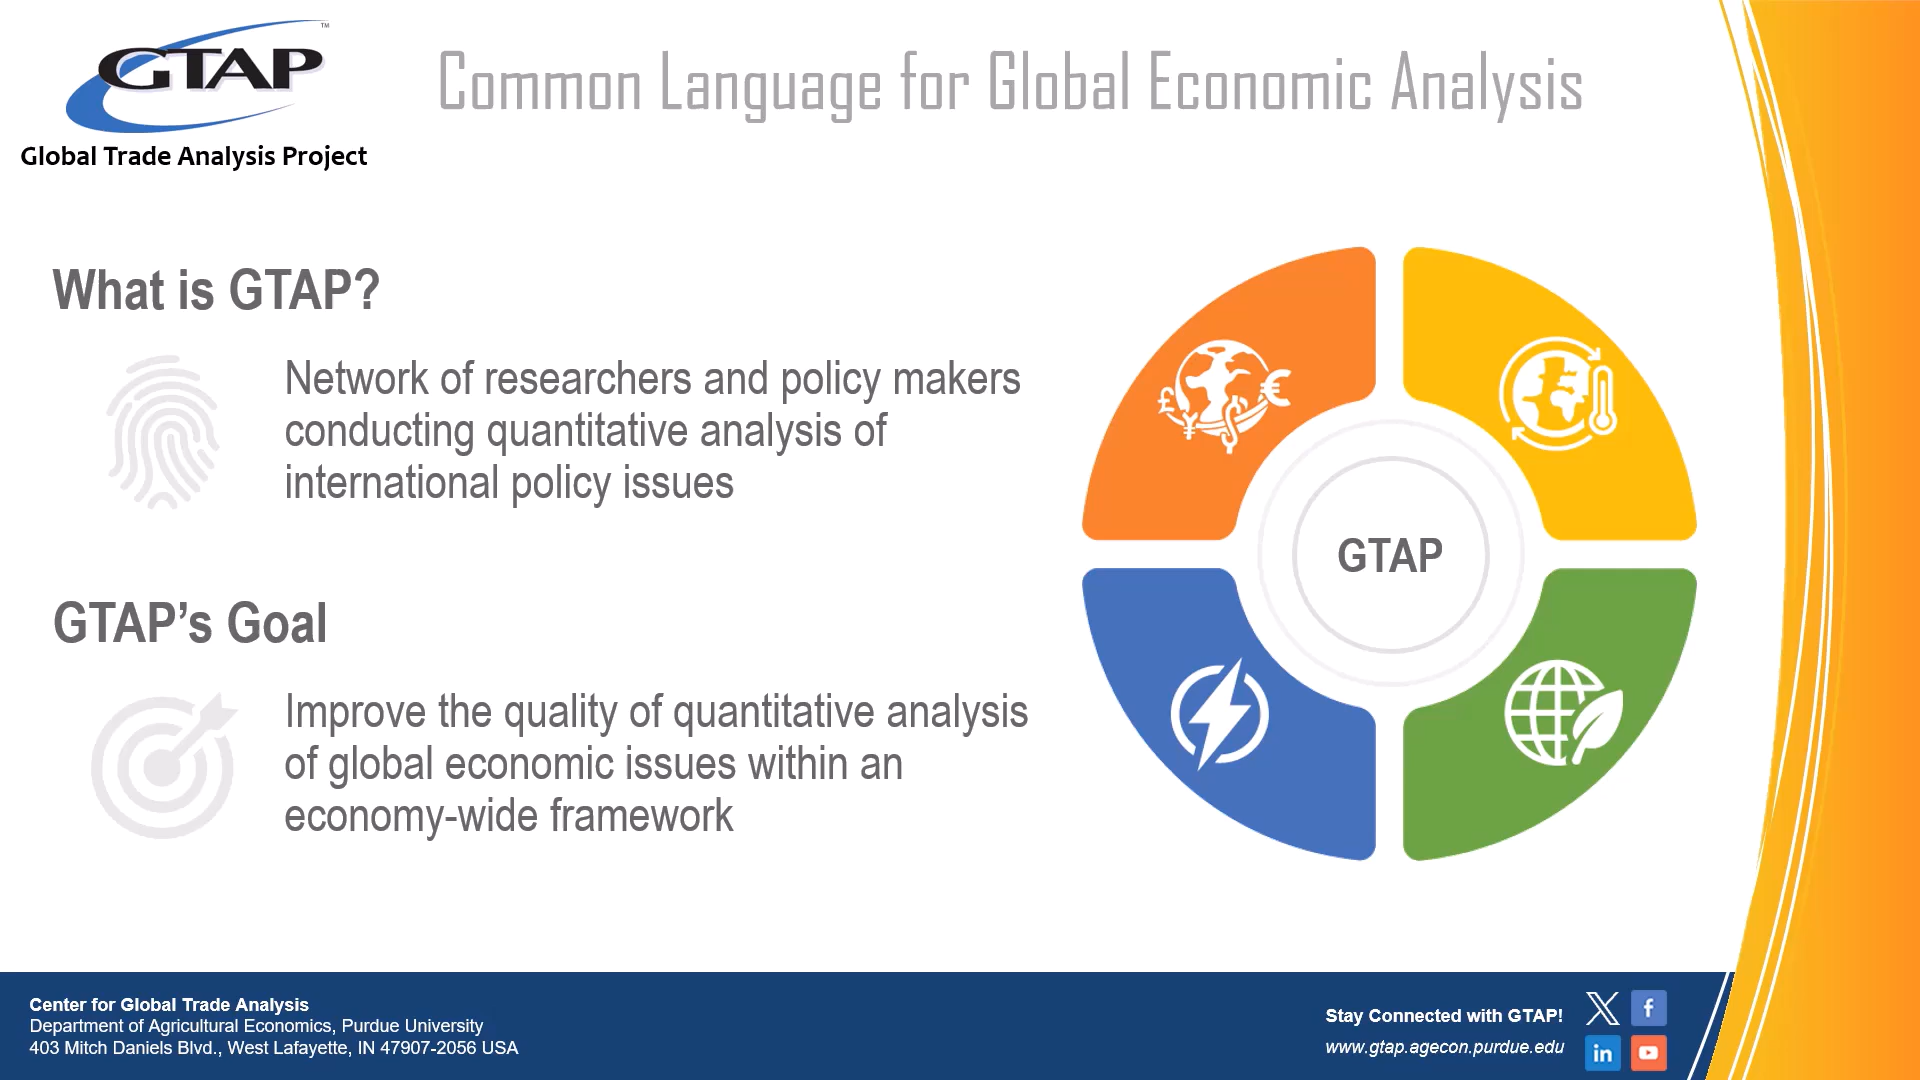 GTAP™
Global Trade Analysis Project
Common Language for Global Economic Analysis
What is GTAP?
Network of researchers and policy makers
conducting quantitative analysis of
international policy issues
GTAP’s Goal
Improve the quality of quantitative analysis
of global economic issues within an
economy-wide framework
£ ¥ $ €
GTAP
Center for Global Trade Analysis
Department of Agricultural Economics, Purdue University
403 Mitch Daniels Blvd., West Lafayette, IN 47907-2056 USA
Stay Connected with GTAP!
www.gtap.agecon.purdue.edu
X f
in